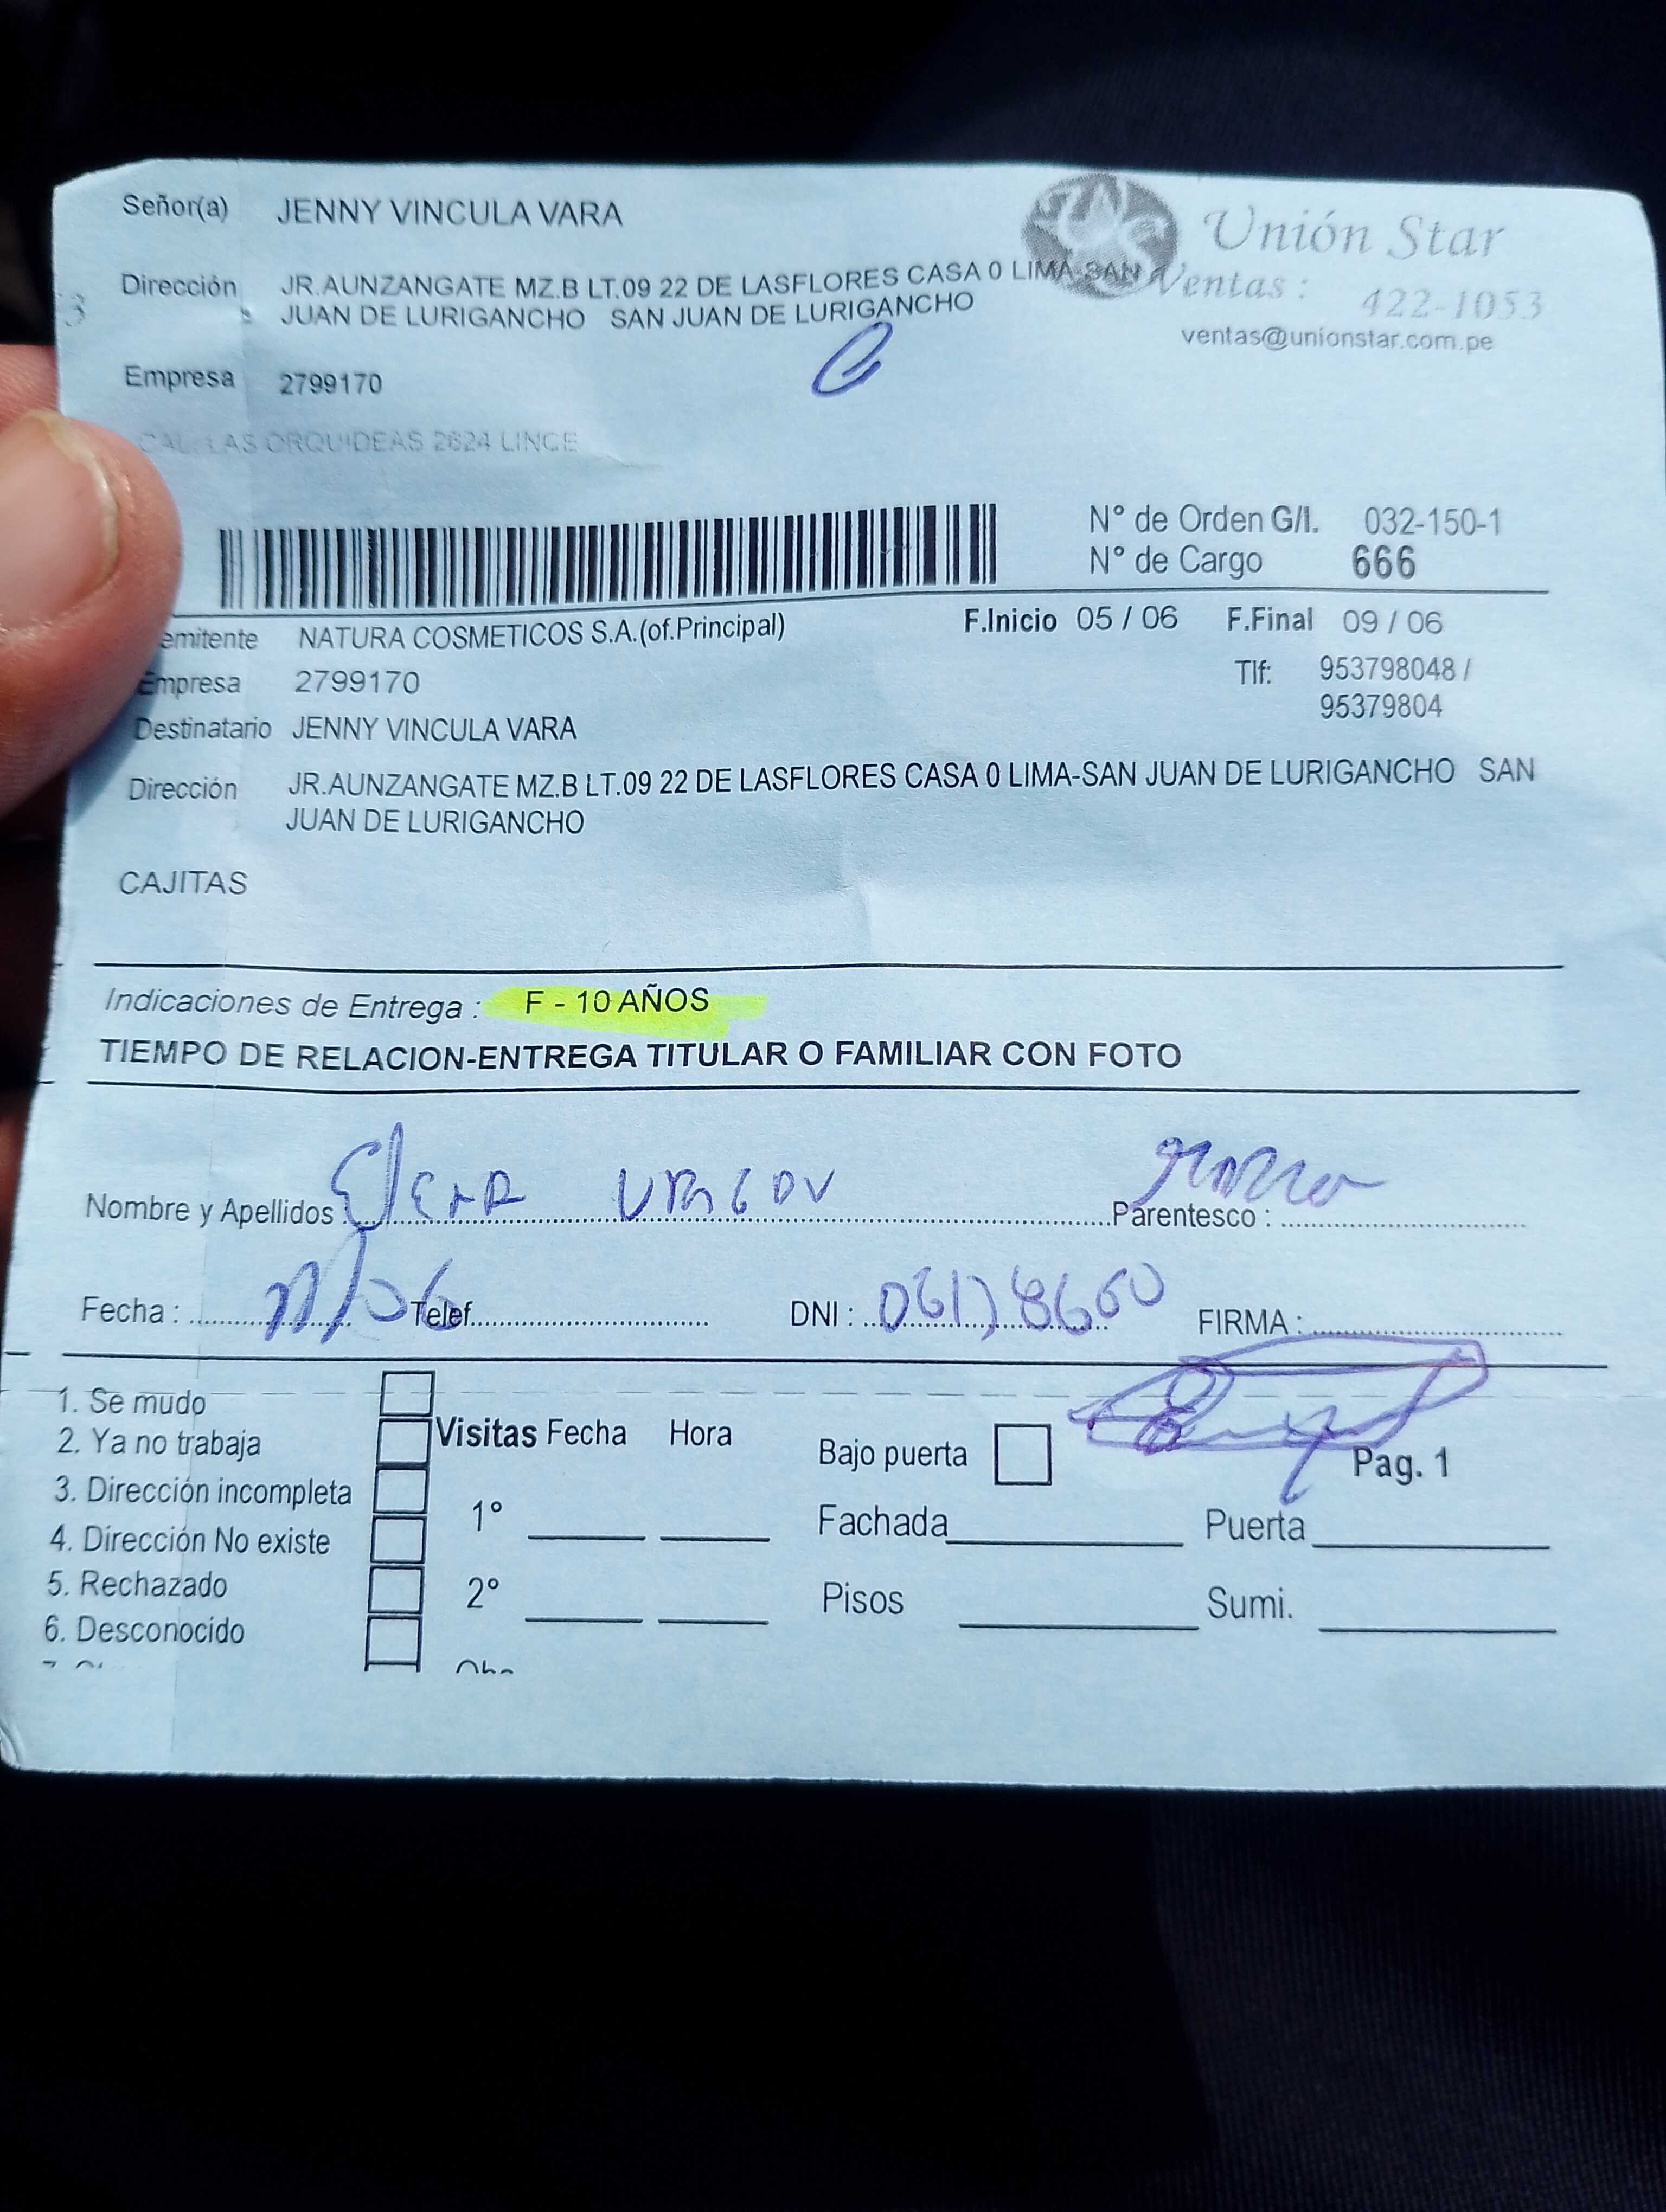 Señor(a) JENNY VINCULA VARA
Unión Star
Dirección JR.AUNZANGATE MZ.B LT.09 22 DE LASFLORES CASA 0 LIMA-SAN
JUAN DE LURIGANCHO SAN JUAN DE LURIGANCHO
Ventas : 422-1053
ventas@unionstar.com.pe
Empresa 2799170
CAL. LAS ORQUIDEAS 2624 LINCE
N° de Orden G/I. 032-150-1
N° de Cargo 666
emitente NATURA COSMETICOS S.A.(of.Principal) F.Inicio 05 / 06 F.Final 09 / 06
Empresa 2799170 Tlf: 953798048 /
95379804
Destinatario JENNY VINCULA VARA
Dirección JR.AUNZANGATE MZ.B LT.09 22 DE LASFLORES CASA 0 LIMA-SAN JUAN DE LURIGANCHO SAN
JUAN DE LURIGANCHO
CAJITAS
Indicaciones de Entrega : F - 10 AÑOS
TIEMPO DE RELACION-ENTREGA TITULAR O FAMILIAR CON FOTO
Nombre y Apellidos : Elena Parentesco :
Fecha : Telef. DNI : FIRMA :
1. Se mudo
2. Ya no trabaja
3. Dirección incompleta
4. Dirección No existe
5. Rechazado
6. Desconocido
Visitas Fecha Hora
1°
2°
Bajo puerta Pag. 1
Fachada Puerta
Pisos Sumi.